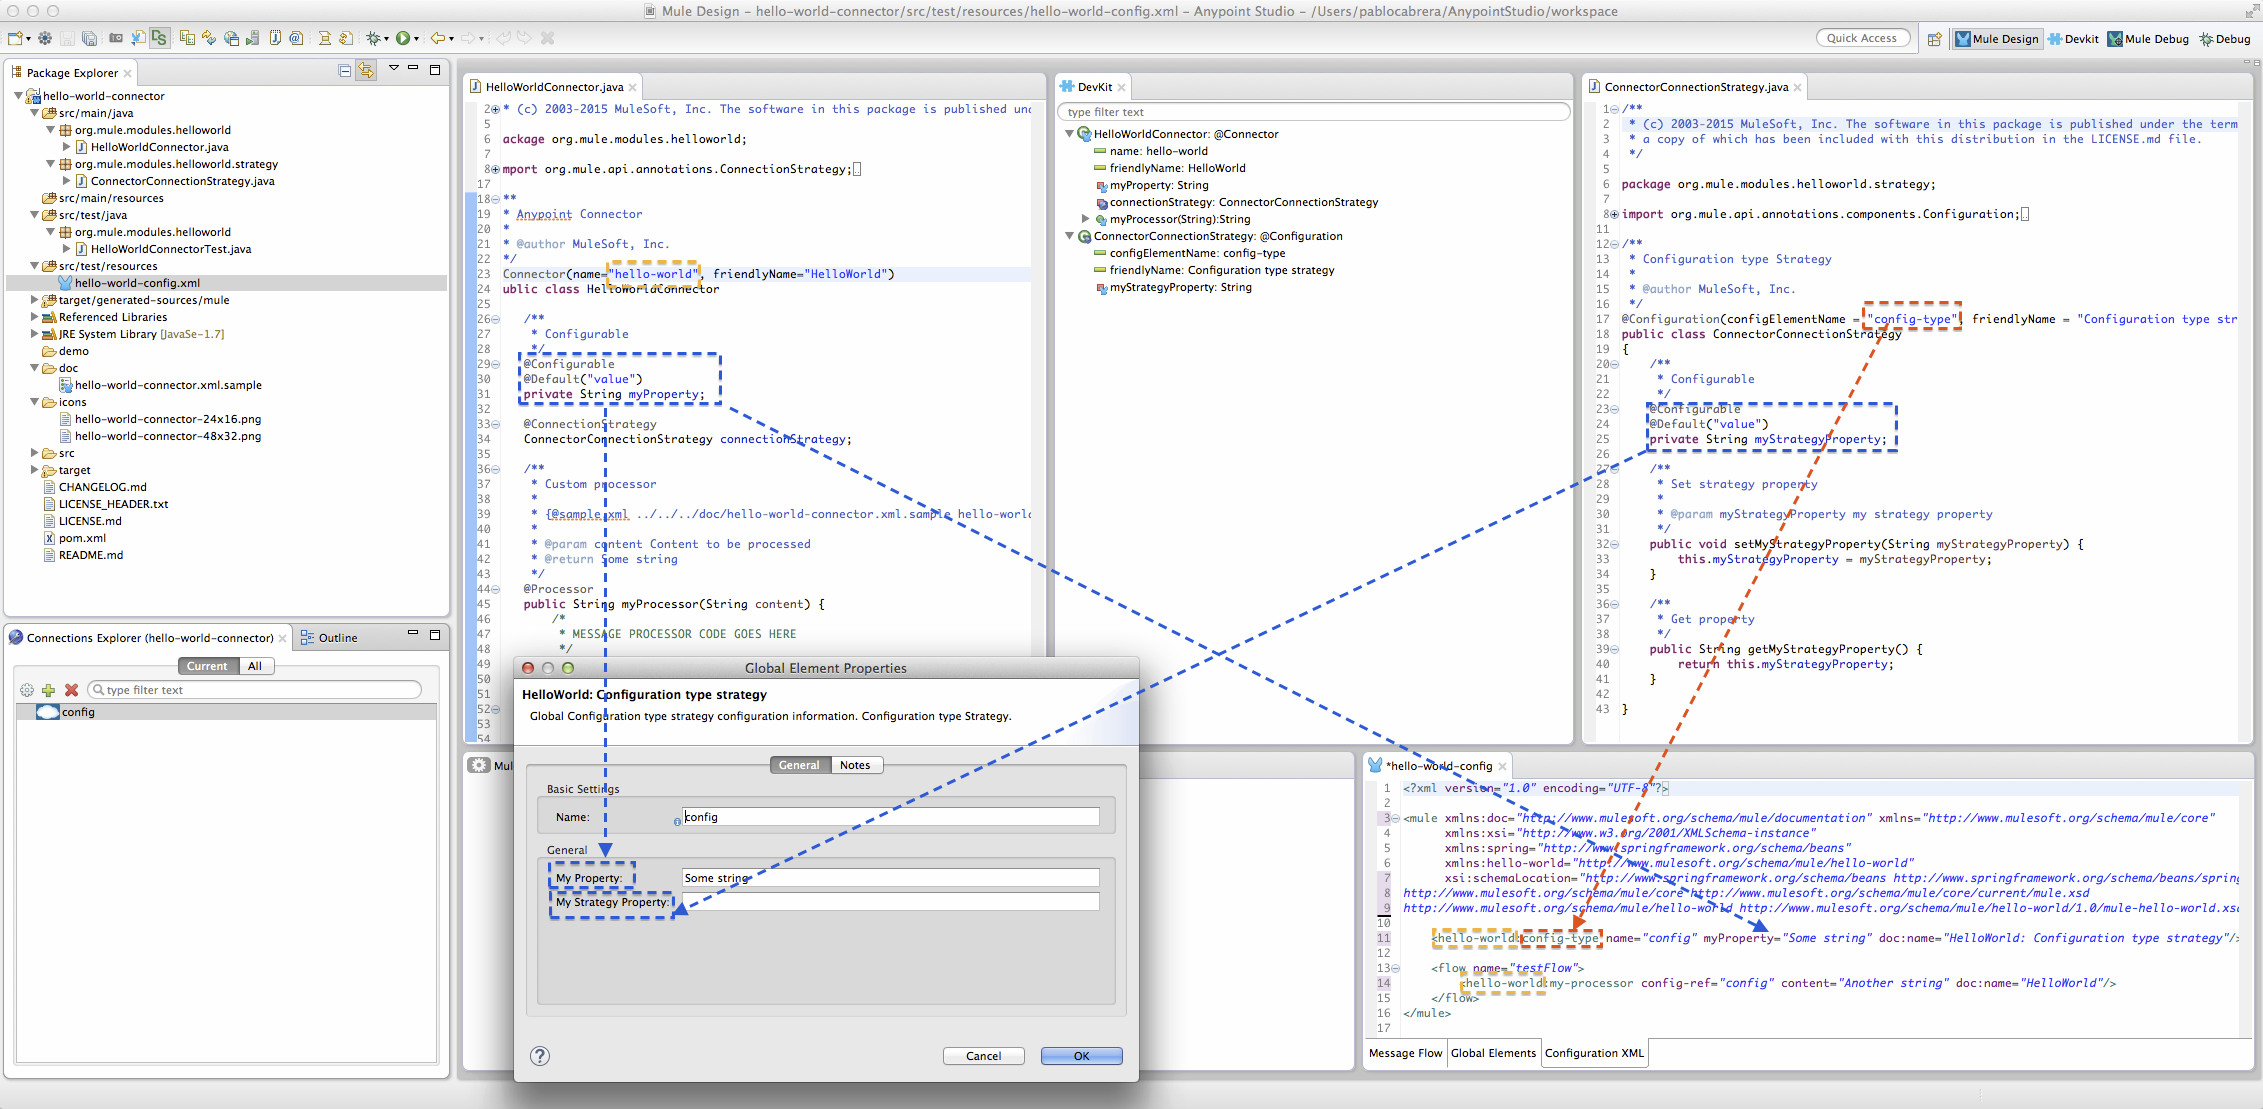 Mule Design – hello-world-connector/src/test/resources/hello-world-config.xml – Anypoint Studio – /Users/pablocabrera/AnypointStudio/workspace
Quick Access
Mule Design
Devkit
Mule Debug
Debug
Package Explorer
hello-world-connector
src/main/java
org.mule.modules.helloworld
HelloWorldConnector.java
org.mule.modules.helloworld.strategy
ConnectorConnectionStrategy.java
src/main/resources
src/test/java
org.mule.modules.helloworld
HelloWorldConnectorTest.java
src/test/resources
hello-world-config.xml
target/generated-sources/mule
Referenced Libraries
JRE System Library [JavaSe-1.7]
demo
doc
hello-world-connector.xml.sample
icons
hello-world-connector-24x16.png
hello-world-connector-48x32.png
src
target
CHANGELOG.md
LICENSE_HEADER.txt
LICENSE.md
pom.xml
README.md
Connections Explorer (hello-world-connector)
Outline
Current All
type filter text
config
HelloWorldConnector.java
2 * (c) 2003-2015 MuleSoft, Inc. The software in this package is published und
5
6 ackage org.mule.modules.helloworld;
7
8 mport org.mule.api.annotations.ConnectionStrategy;
17
18 **
19 * Anypoint Connector
20 *
21 * @author MuleSoft, Inc.
22 */
23 Connector(name="hello-world", friendlyName="HelloWorld")
24 ublic class HelloWorldConnector
25
26 /**
27 * Configurable
28 */
29 @Configurable
30 @Default("value")
31 private String myProperty;
32
33 @ConnectionStrategy
34 ConnectorConnectionStrategy connectionStrategy;
35
36 /**
37 * Custom processor
38 *
39 * {@sample.xml ../../../doc/hello-world-connector.xml.sample hello-world
40 *
41 * @param content Content to be processed
42 * @return Some string
43 */
44 @Processor
45 public String myProcessor(String content) {
46 /*
47 * MESSAGE PROCESSOR CODE GOES HERE
48 */
49
50
51
52
53
54
DevKit
type filter text
HelloWorldConnector: @Connector
name: hello-world
friendlyName: HelloWorld
myProperty: String
connectionStrategy: ConnectorConnectionStrategy
myProcessor(String):String
ConnectorConnectionStrategy: @Configuration
configElementName: config-type
friendlyName: Configuration type strategy
myStrategyProperty: String
ConnectorConnectionStrategy.java
1 /**
2 * (c) 2003-2015 MuleSoft, Inc. The software in this package is published under the term
3 * a copy of which has been included with this distribution in the LICENSE.md file.
4 */
5
6 package org.mule.modules.helloworld.strategy;
7
8 import org.mule.api.annotations.components.Configuration;
11
12 /**
13 * Configuration type Strategy
14 *
15 * @author MuleSoft, Inc.
16 */
17 @Configuration(configElementName = "config-type", friendlyName = "Configuration type str
18 public class ConnectorConnectionStrategy
19 {
20 /**
21 * Configurable
22 */
23 @Configurable
24 @Default("value")
25 private String myStrategyProperty;
26
27 /**
28 * Set strategy property
29 *
30 * @param myStrategyProperty my strategy property
31 */
32 public void setMyStrategyProperty(String myStrategyProperty) {
33 this.myStrategyProperty = myStrategyProperty;
34 }
35
36 /**
37 * Get property
38 */
39 public String getMyStrategyProperty() {
40 return this.myStrategyProperty;
41 }
42
43 }
Global Element Properties
HelloWorld: Configuration type strategy
Global Configuration type strategy configuration information. Configuration type Strategy.
General Notes
Basic Settings
Name: config
General
My Property: Some string
My Strategy Property:
Cancel OK
Mul
*hello-world-config
1 <?xml version="1.0" encoding="UTF-8"?>
2
3 <mule xmlns:doc="http://www.mulesoft.org/schema/mule/documentation" xmlns="http://www.mulesoft.org/schema/mule/core"
4 xmlns:xsi="http://www.w3.org/2001/XMLSchema-instance"
5 xmlns:spring="http://www.springframework.org/schema/beans"
6 xmlns:hello-world="http://www.mulesoft.org/schema/mule/hello-world"
7 xsi:schemaLocation="http://www.springframework.org/schema/beans http://www.springframework.org/schema/beans/spring
8 http://www.mulesoft.org/schema/mule/core http://www.mulesoft.org/schema/mule/core/current/mule.xsd
9 http://www.mulesoft.org/schema/mule/hello-world http://www.mulesoft.org/schema/mule/hello-world/1.0/mule-hello-world.xsd
10
11 <hello-world:config-type name="config" myProperty="Some string" doc:name="HelloWorld: Configuration type strategy"/>
12
13 <flow name="testFlow">
14 <hello-world:my-processor config-ref="config" content="Another string" doc:name="HelloWorld"/>
15 </flow>
16 </mule>
17
Message Flow Global Elements Configuration XML